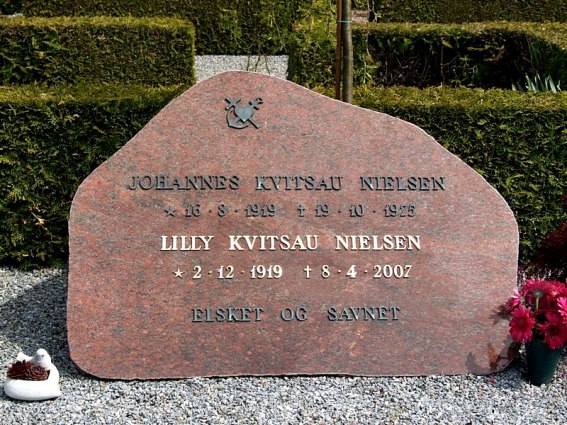 JOHANNES KVITSAU NIELSEN
★ 16 · 8 · 1919 † 19 · 10 · 1975
LILLY KVITSAU NIELSEN
★ 2 · 12 · 1919 † 8 · 4 · 2007
ELSKET OG SAVNET